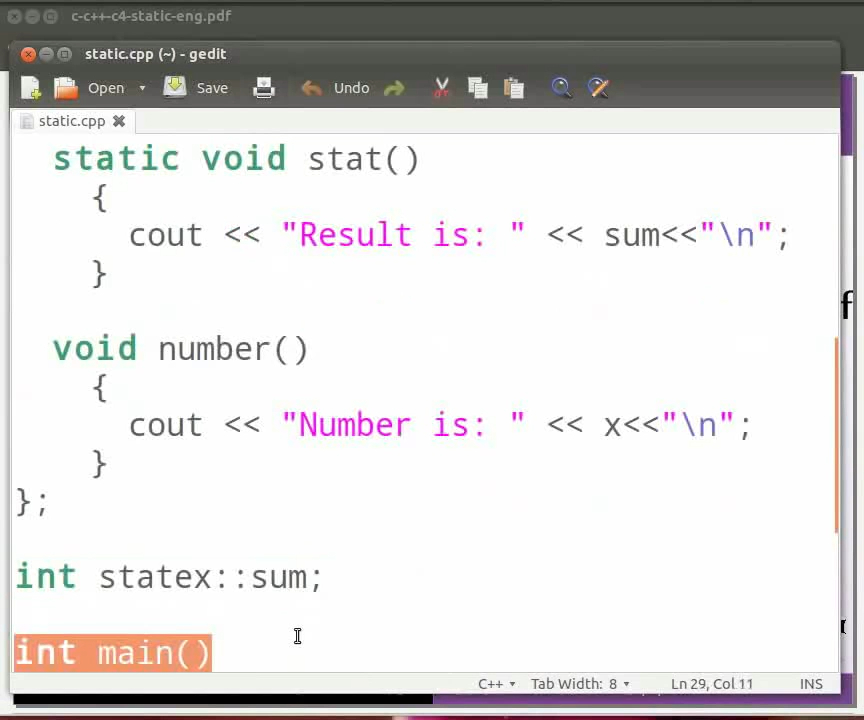 c-c++-c4-static-eng.pdf
static.cpp (~) - gedit
Open Save Undo
static.cpp
static void stat()
{
cout << "Result is: " << sum<<"\n";
}
void number()
{
cout << "Number is: " << x<<"\n";
}
};
int statex::sum;
int main()
C++ Tab Width: 8 Ln 29, Col 11 INS